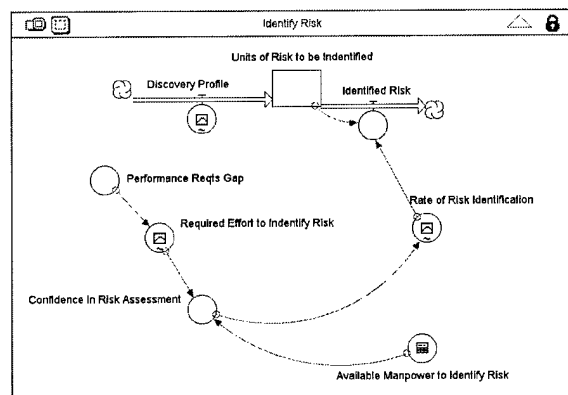 Identify Risk
Units of Risk to be Indentified
Discovery Profile
Identified Risk
Performance Reqts Gap
Rate of Risk Identification
Required Effort to Indentify Risk
Confidence In Risk Assessment
Available Manpower to Identify Risk